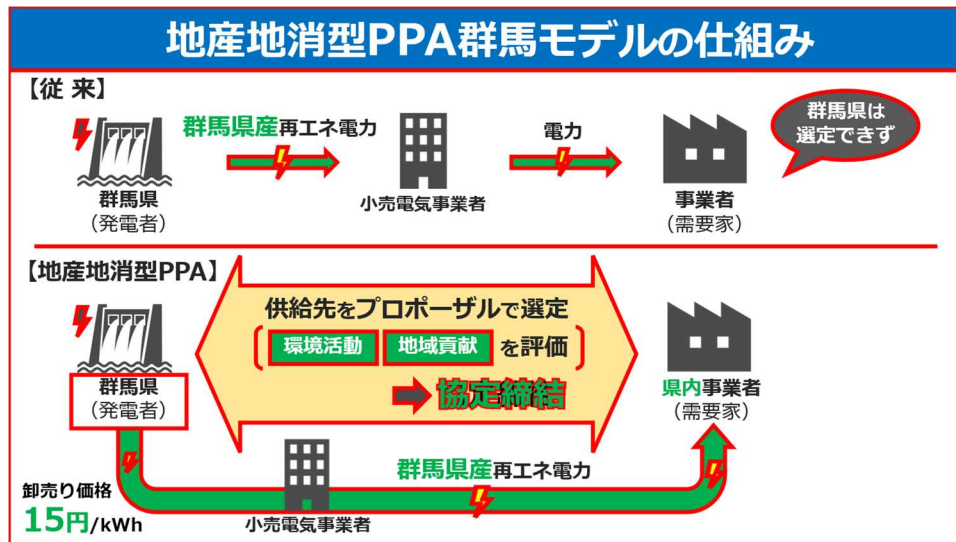 地産地消型PPA群馬モデルの仕組み
【従 来】
群馬県産再エネ電力
電力
群馬県は
選定できず
群馬県
(発電者)
小売電気事業者
事業者
(需要家)
【地産地消型PPA】
供給先をプロポーザルで選定
環境活動 地域貢献 を評価
協定締結
群馬県
(発電者)
県内事業者
(需要家)
群馬県産再エネ電力
卸売り価格
15円/kWh
小売電気事業者